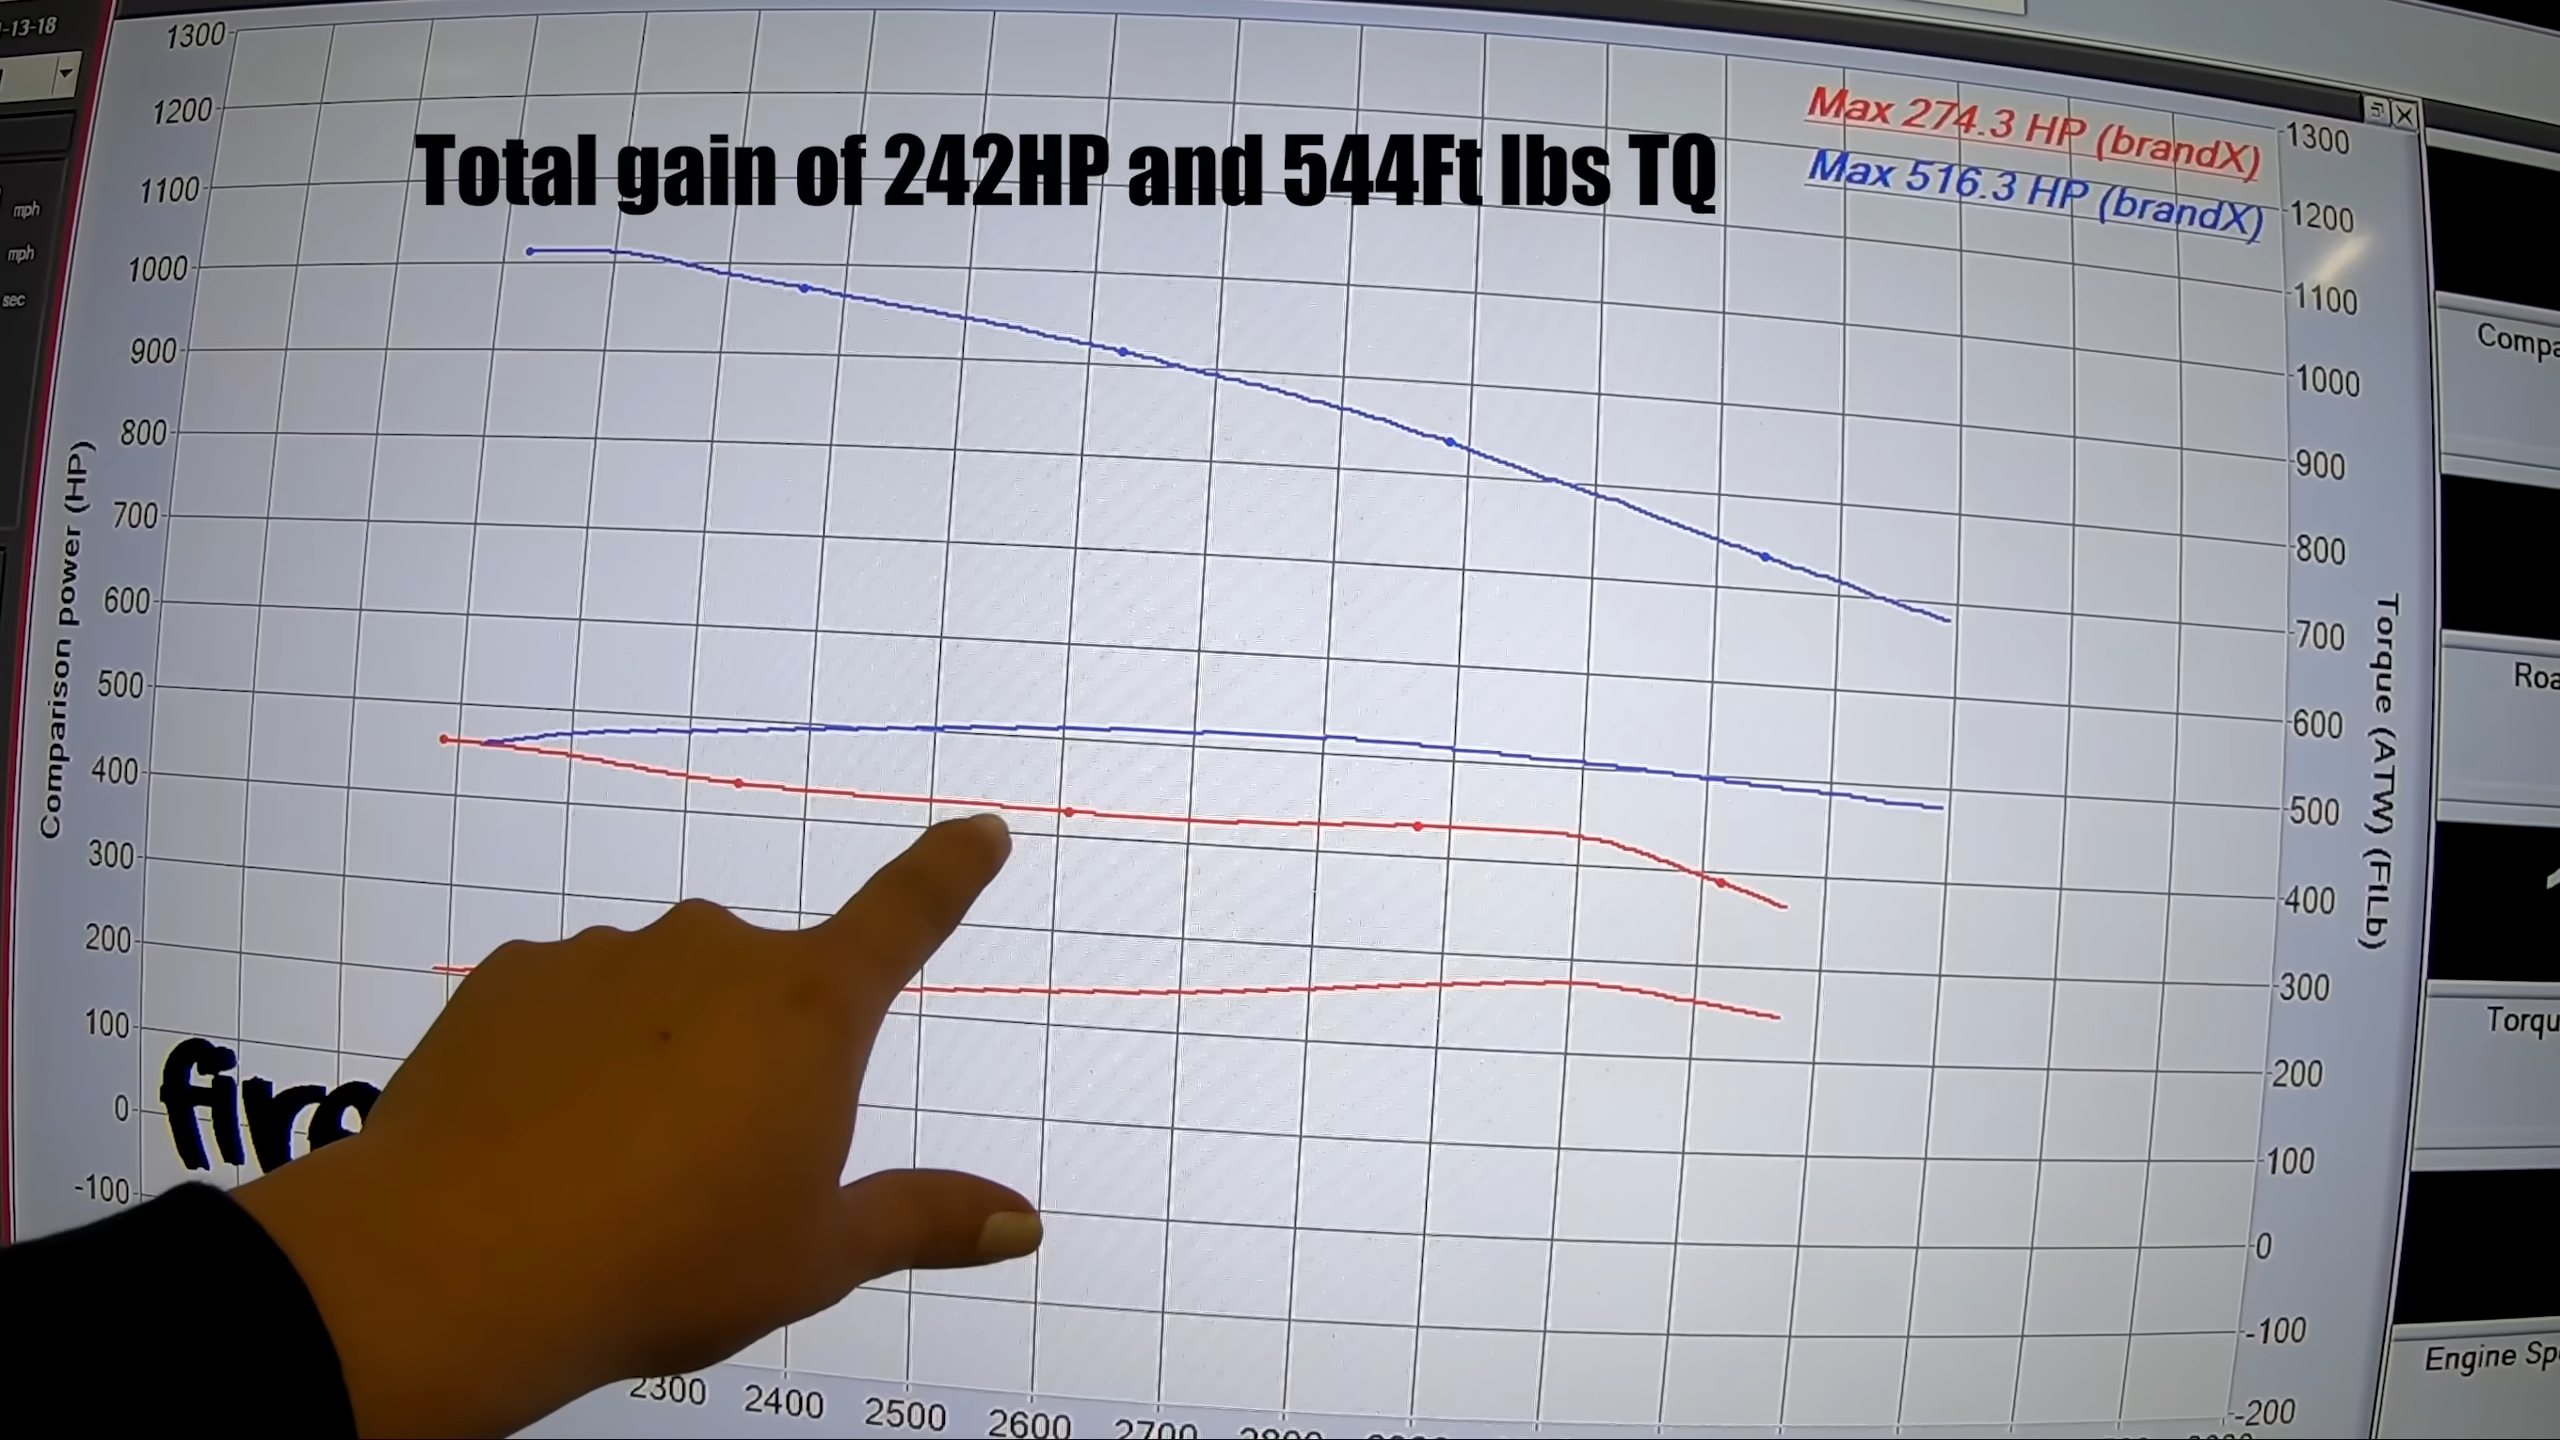 -13-18
mph
mph
sec
Total gain of 242HP and 544Ft lbs TQ
Max 274.3 HP (brandX)
Max 516.3 HP (brandX)
Comparison power (HP)
1300
1200
1100
1000
900
800
700
600
500
400
300
200
100
0
-100
Torque (ATW) (FtLb)
1300
1200
1100
1000
900
800
700
600
500
400
300
200
100
0
-100
-200
2300 2400 2500 2600 2700
Compa
Roa
Torqu
Engine Spe